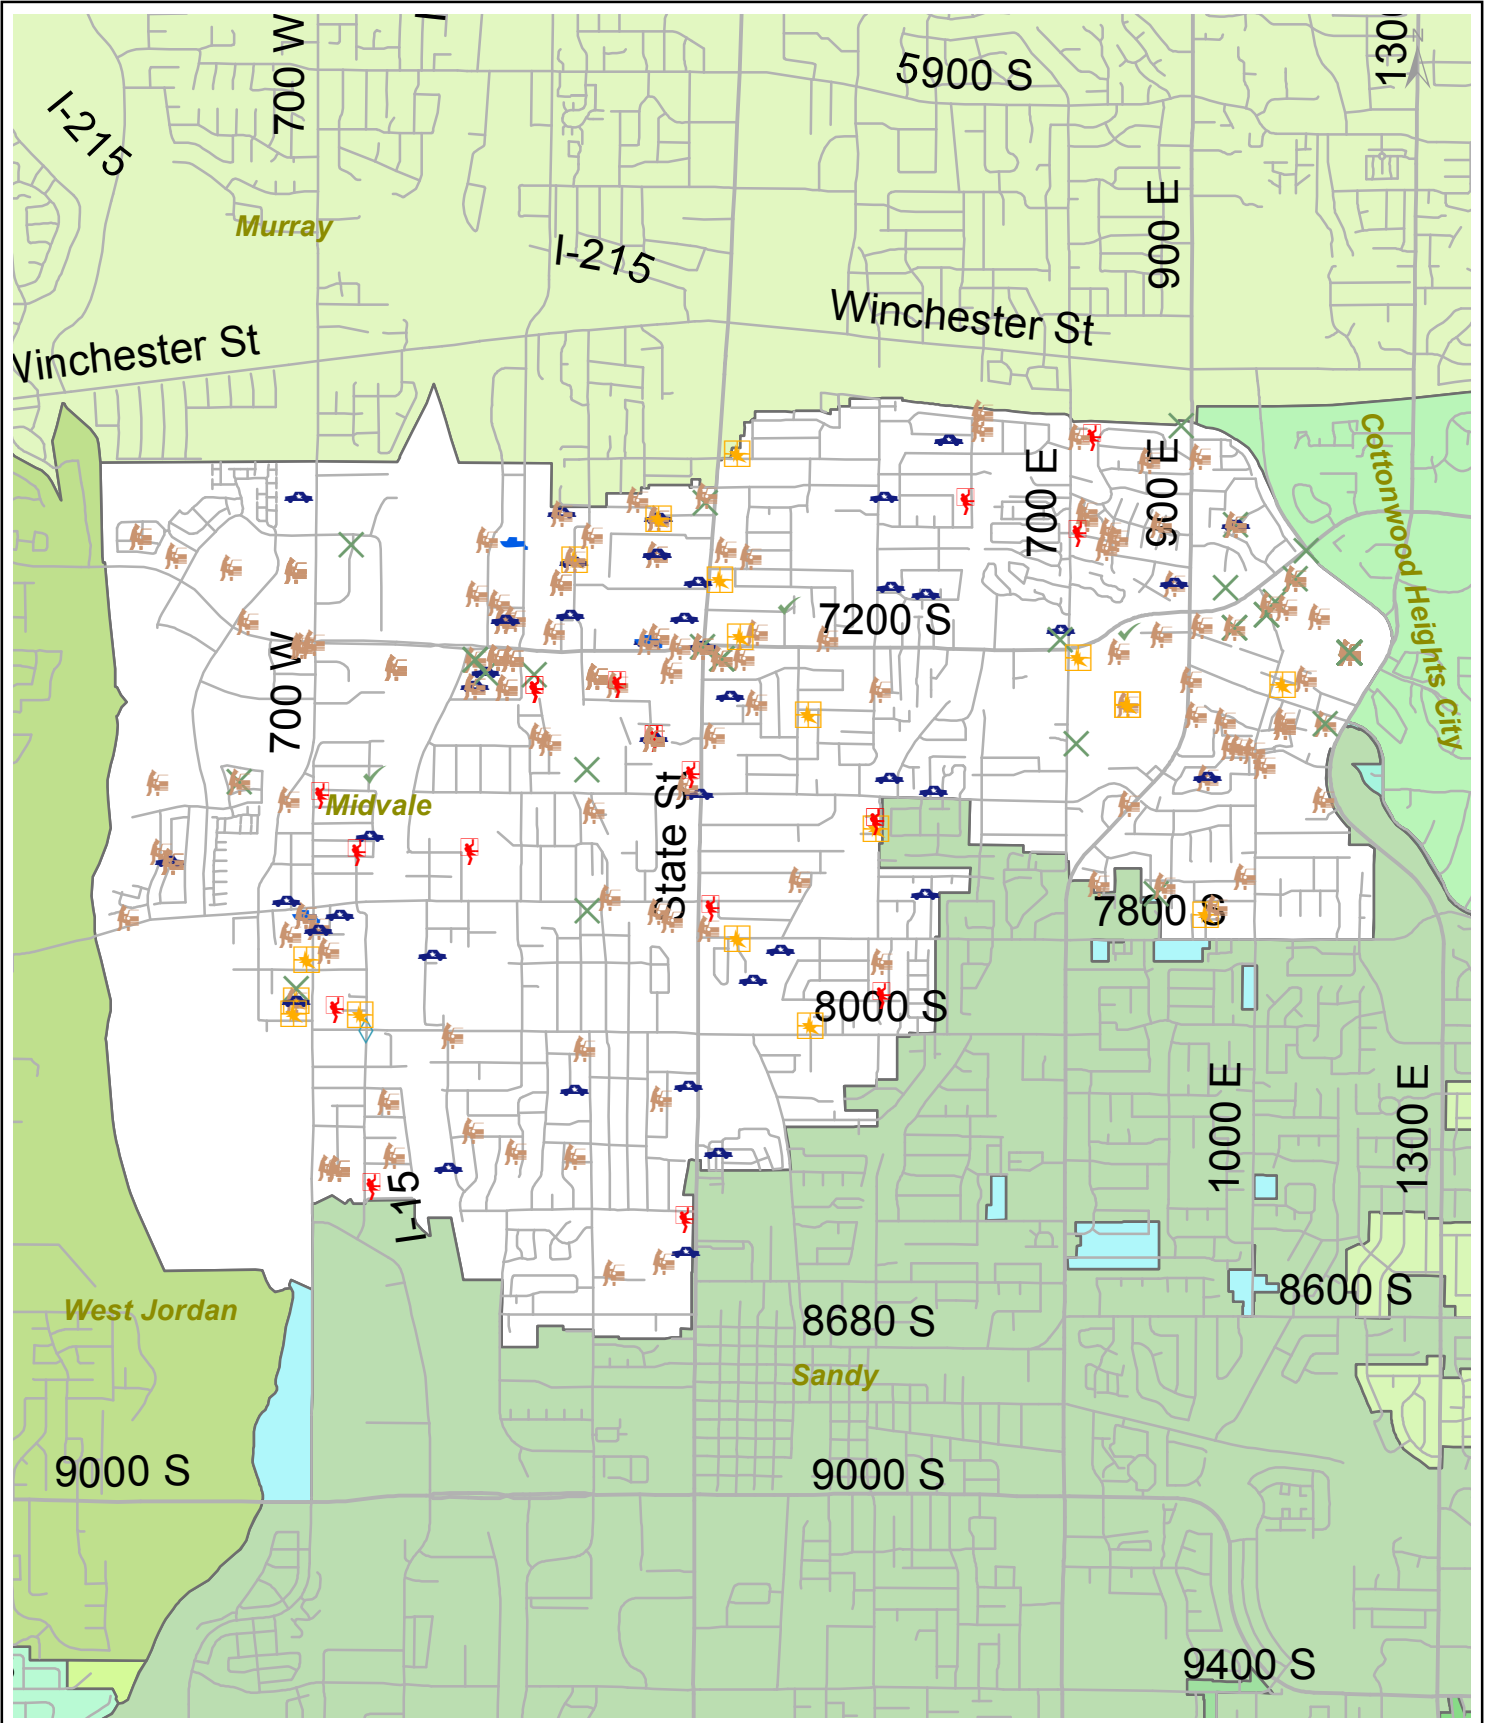 700 W
1300
5900 S
I-215
900 E
Murray
I-215
Winchester St
Winchester St
Cottonwood Heights City
700 E
900 E
7200 S
700 W
Midvale
State St
7800 S
8000 S
1000 E
1300 E
I-15
8600 S
West Jordan
8680 S
Sandy
9000 S
9000 S
9400 S